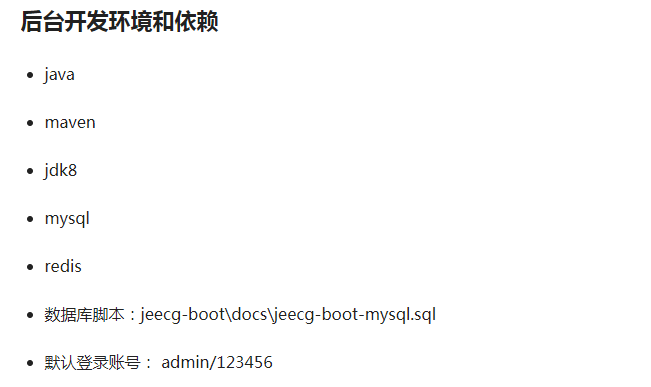 后台开发环境和依赖
java
maven
jdk8
mysql
redis
数据库脚本：jeecg-boot\docs\jeecg-boot-mysql.sql
默认登录账号： admin/123456